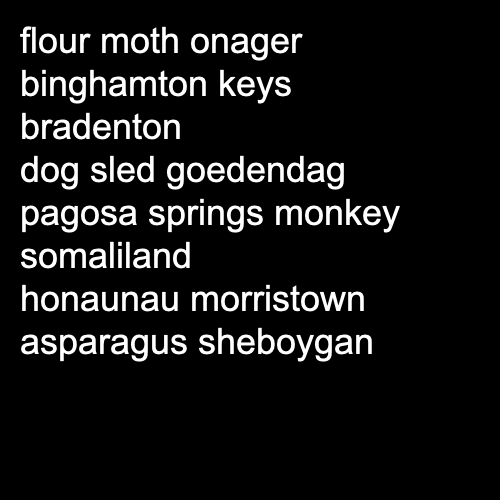 flour moth onager
binghamton keys
bradenton
dog sled goedendag
pagosa springs monkey
somaliland
honaunau morristown
asparagus sheboygan